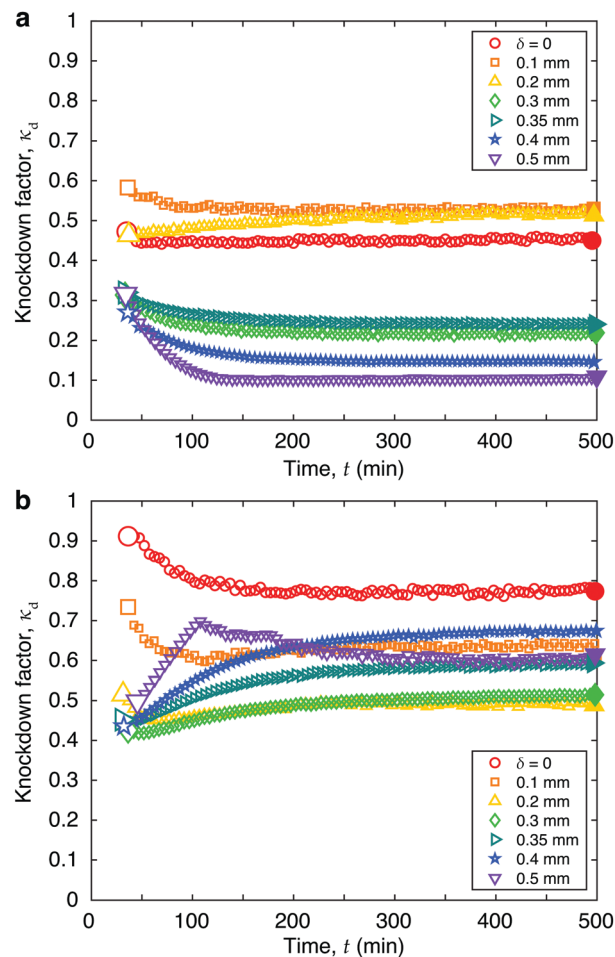 a
1
0.9
0.8
0.7
0.6
0.5
0.4
0.3
0.2
0.1
0
Knockdown factor, κd
δ = 0
0.1 mm
0.2 mm
0.3 mm
0.35 mm
0.4 mm
0.5 mm
0 100 200 300 400 500
Time, t (min)
b
1
0.9
0.8
0.7
0.6
0.5
0.4
0.3
0.2
0.1
0
Knockdown factor, κd
δ = 0
0.1 mm
0.2 mm
0.3 mm
0.35 mm
0.4 mm
0.5 mm
0 100 200 300 400 500
Time, t (min)